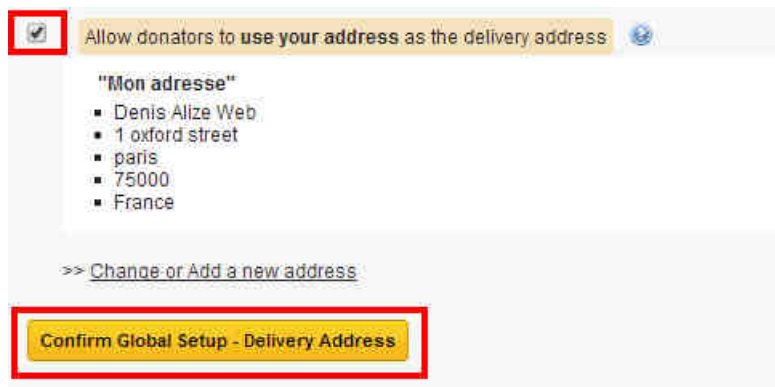 Allow donators to use your address as the delivery address
"Mon adresse"
Denis Alize Web
1 oxford street
paris
75000
France
>> Change or Add a new address
Confirm Global Setup - Delivery Address